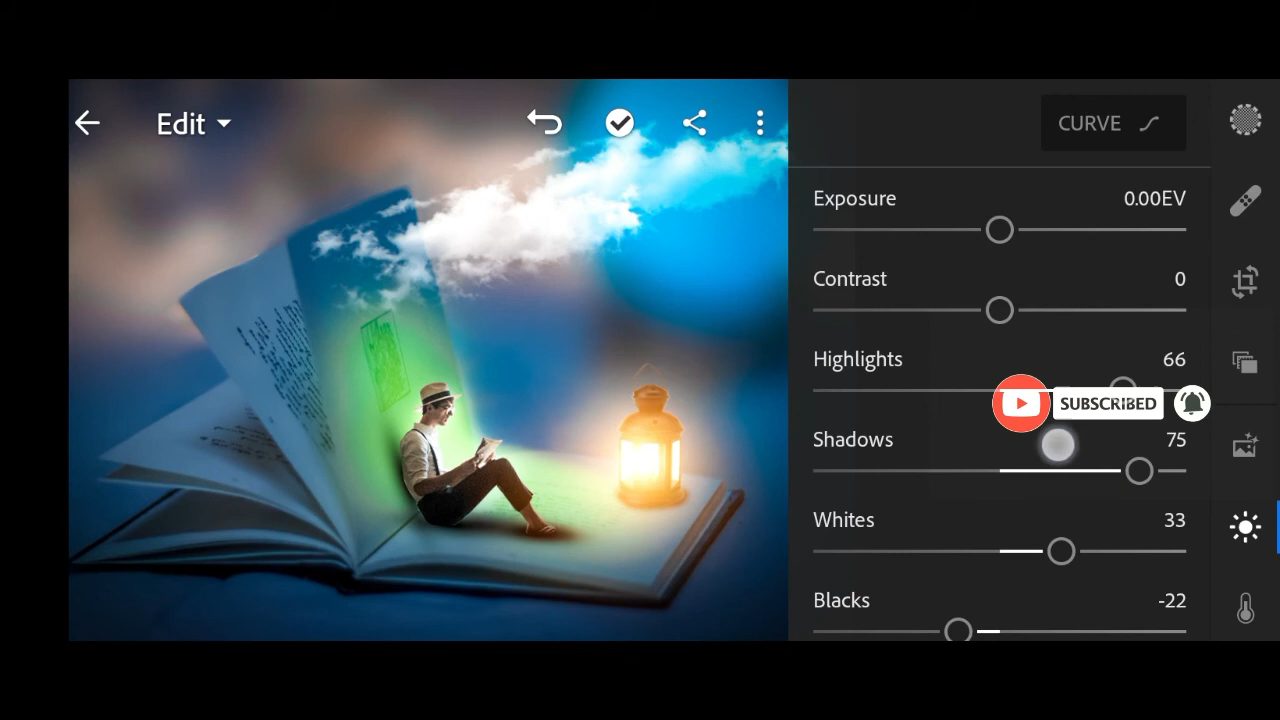 Edit
CURVE
Exposure 0.00EV
Contrast 0
Highlights 66
SUBSCRIBED
Shadows 75
Whites 33
Blacks -22